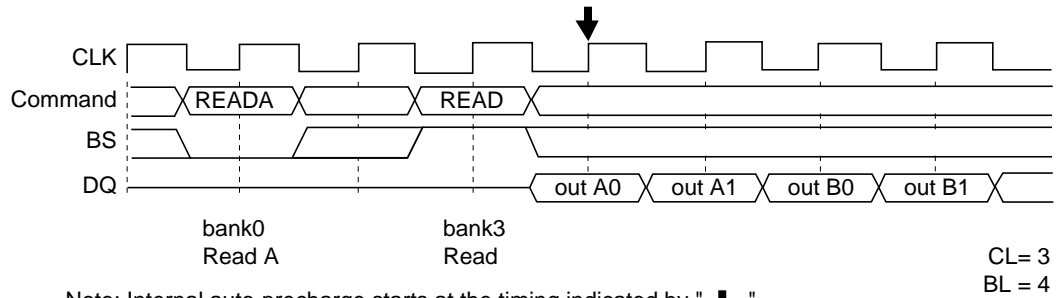 CLK
Command READA READ
BS
DQ out A0 out A1 out B0 out B1
bank0 bank3
Read A Read
CL= 3
BL = 4
Note: Internal auto-precharge starts at the timing indicated by " ".